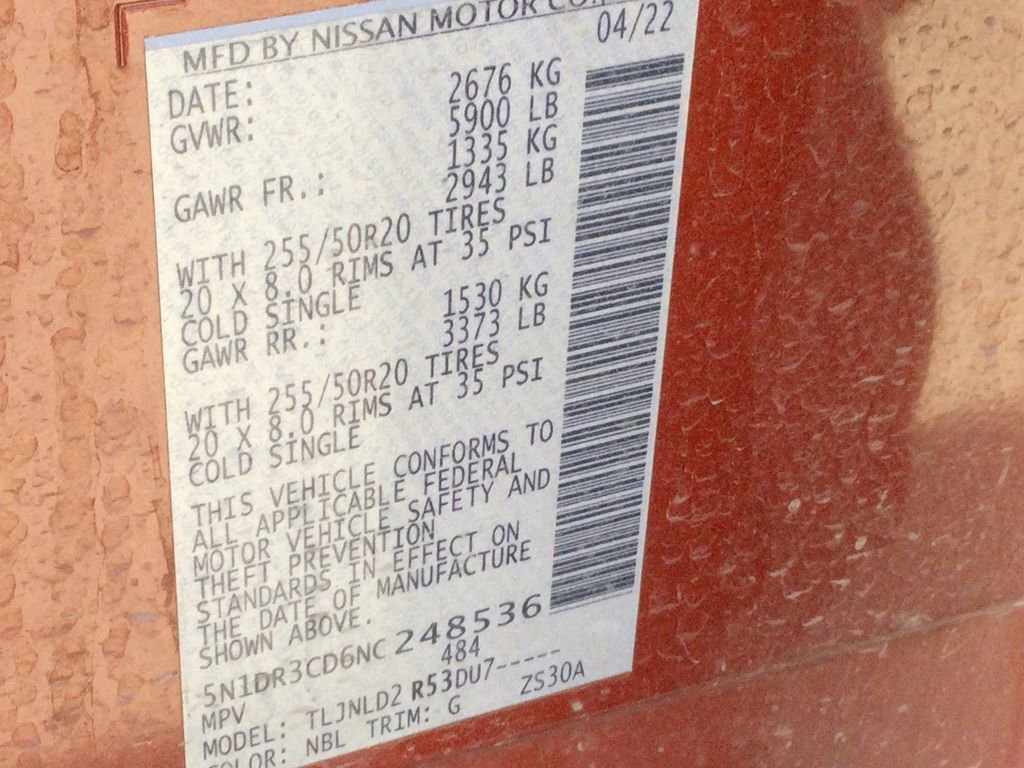 MFD BY NISSAN MOTOR CO.
DATE: 04/22
GVWR: 2676 KG
5900 LB
GAWR FR.: 1335 KG
2943 LB
WITH 255/50R20 TIRES
20 X 8.0 RIMS AT 35 PSI
COLD SINGLE
GAWR RR.: 1530 KG
3373 LB
WITH 255/50R20 TIRES
20 X 8.0 RIMS AT 35 PSI
COLD SINGLE
THIS VEHICLE CONFORMS TO
ALL APPLICABLE FEDERAL
MOTOR VEHICLE SAFETY AND
THEFT PREVENTION
STANDARDS IN EFFECT ON
THE DATE OF MANUFACTURE
SHOWN ABOVE.
5N1DR3CD6NC 248536
MPV 484
MODEL: TLJNLD2 R53DU7-----
COLOR: NBL TRIM: G ZS30A